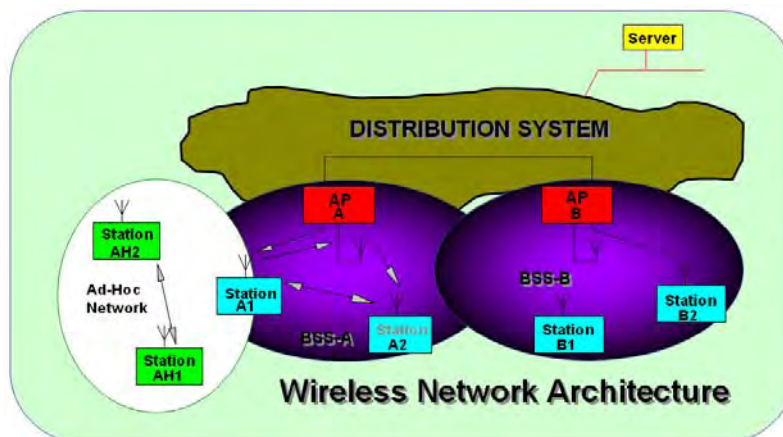 Server
DISTRIBUTION SYSTEM
AP
A
AP
B
Station
AH2
Ad-Hoc
Network
Station
A1
BSS-A
Station
A2
Station
AH1
BSS-B
Station
B1
Station
B2
Wireless Network Architecture